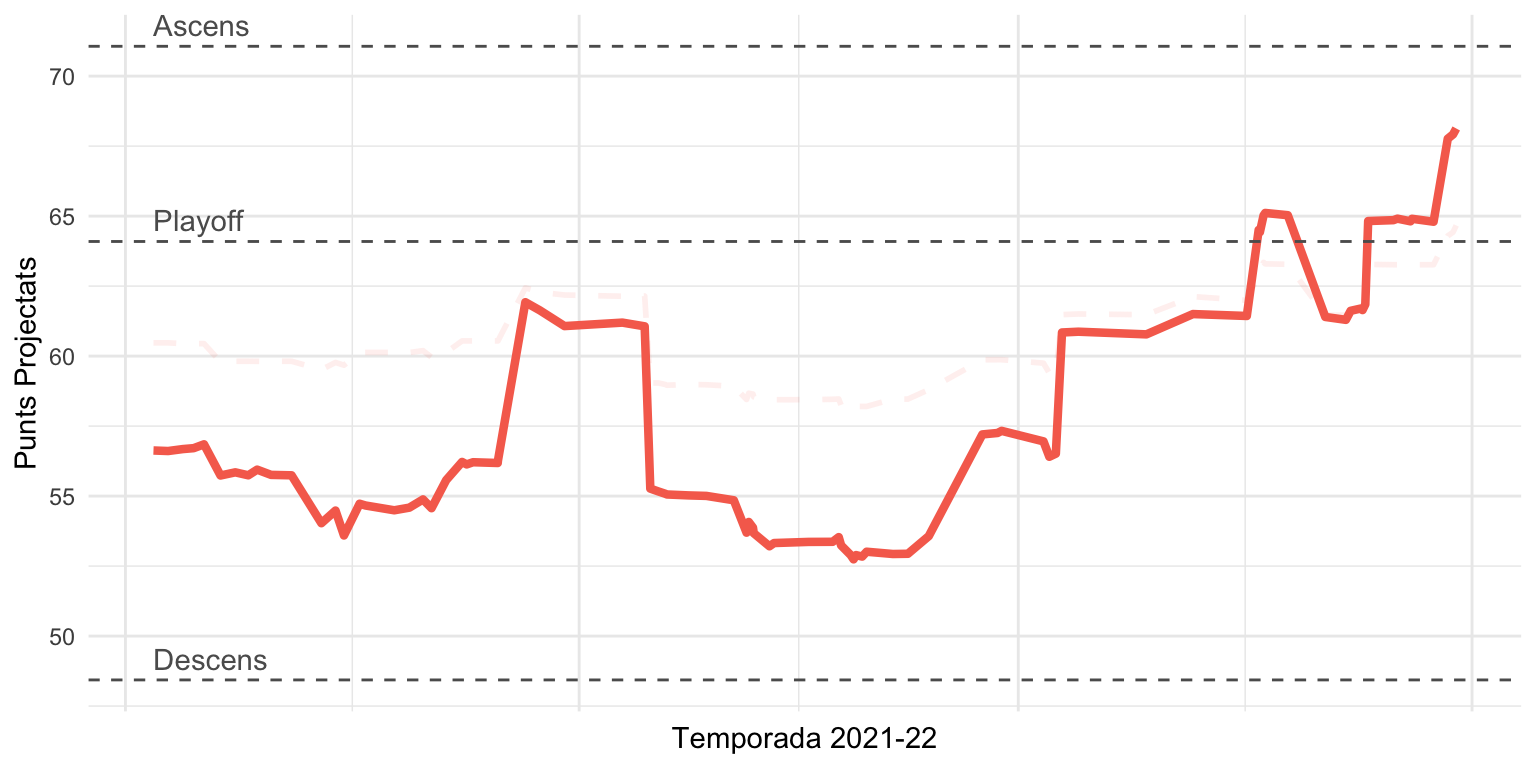 Ascens
70
Playoff
65
60
55
50
Descens
Punts Projectats
Temporada 2021-22